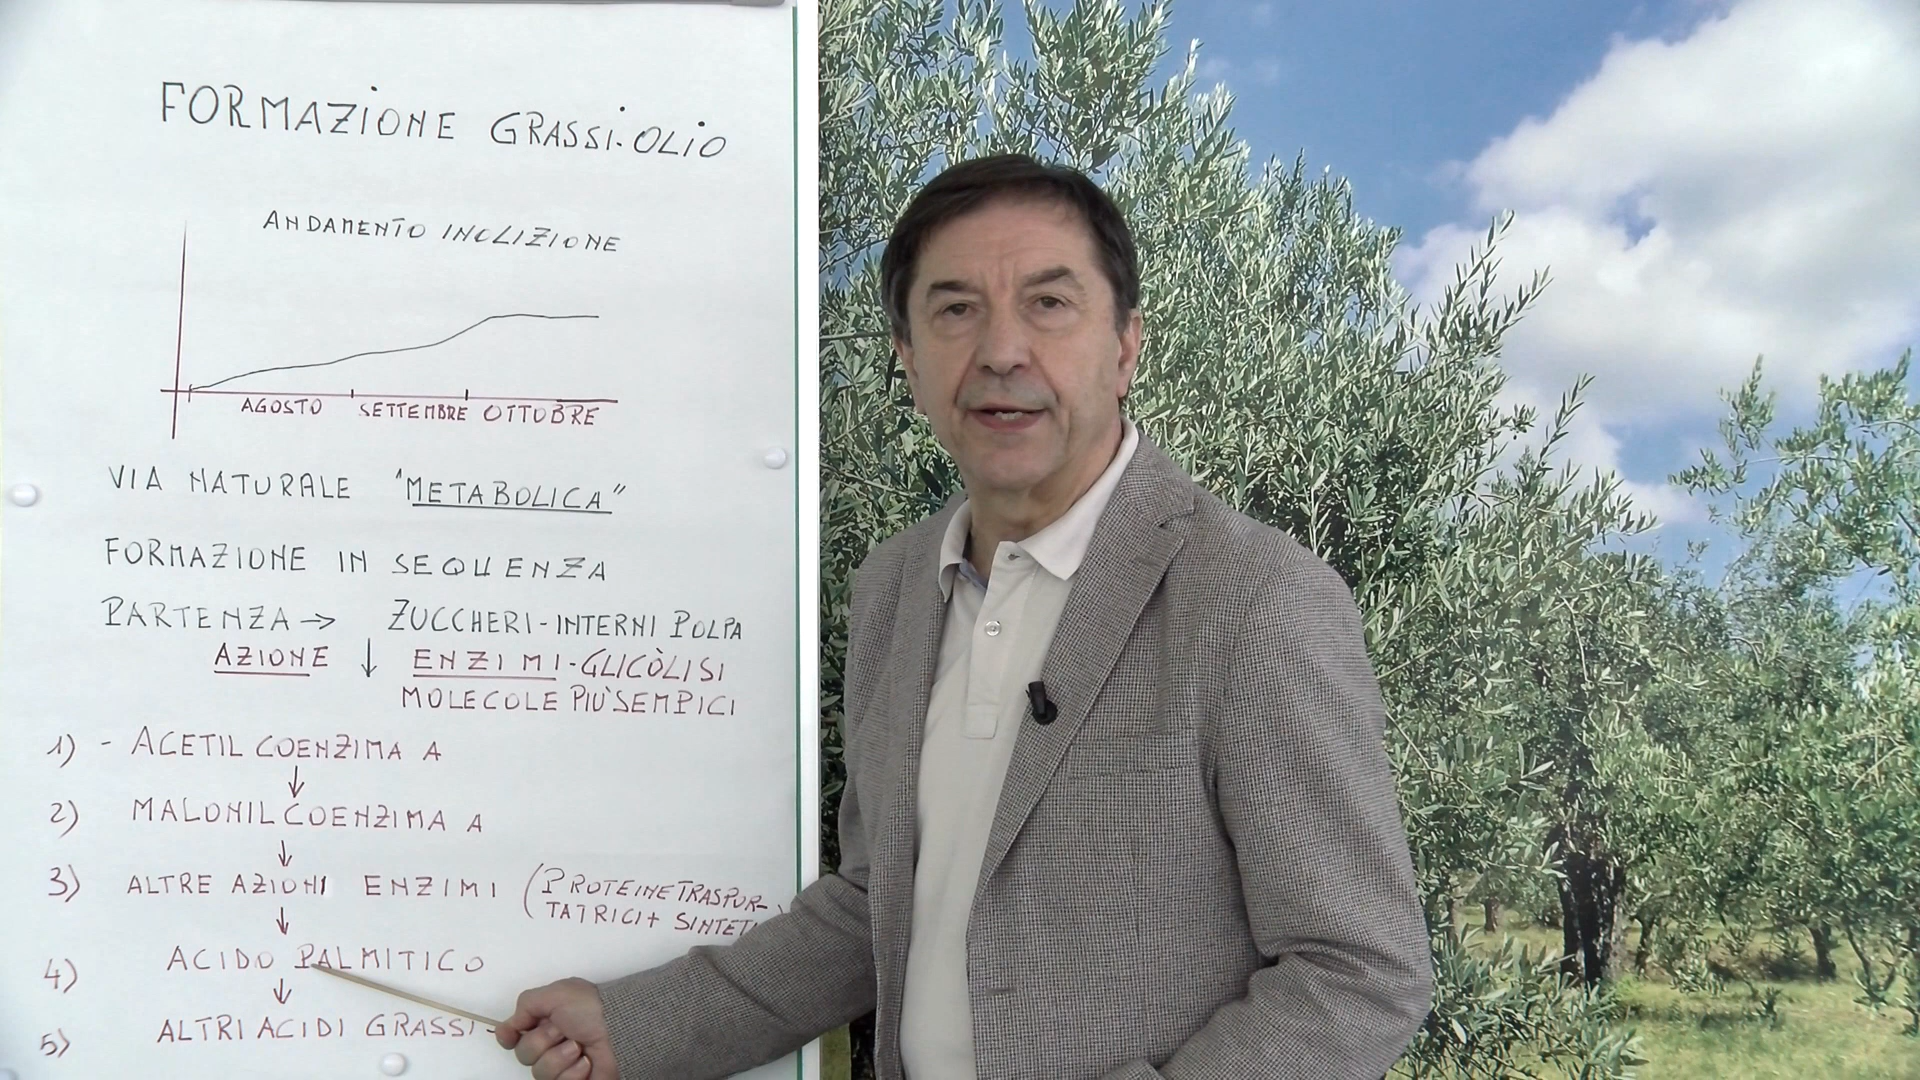 FORMAZIONE GRASSI-OLIO
ANDAMENTO INOLIZIONE
AGOSTO SETTEMBRE OTTOBRE
VIA NATURALE "METABOLICA"
FORMAZIONE IN SEQUENZA
PARTENZA → ZUCCHERI-INTERNI POLPA
AZIONE ↓ ENZIMI-GLICÒLISI
MOLECOLE PIÙ SEMPICI
1) - ACETIL COENZIMA A
↓
2) MALONIL COENZIMA A
↓
3) ALTRE AZIONI ENZIMI (PROTEINE TRASPOR-
TATRICI+
↓
4) ACIDO PALMITICO
↓
5) ALTRI ACIDI GRASSI-